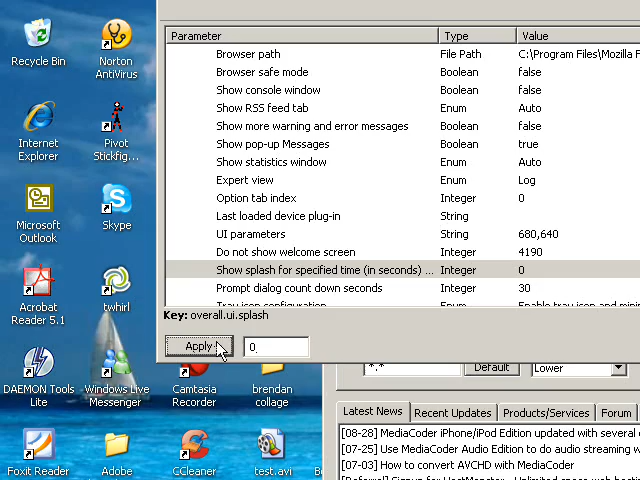 Parameter Type Value
Browser path File Path C:\Program Files\Mozilla F
Browser safe mode Boolean false
Show console window Boolean false
Show RSS feed tab Enum Auto
Show more warning and error messages Boolean false
Show pop-up Messages Boolean true
Show statistics window Enum Auto
Expert view Enum Log
Option tab index Integer 0
Last loaded device plug-in String
UI parameters String 680,640
Do not show welcome screen Integer 4190
Show splash for specified time (in seconds) ... Integer 0
Prompt dialog count down seconds Integer 30
Tray icon configuration Enum Enable tray icon and mini
Key: overall.ui.splash
Apply 0
Recycle Bin
Norton AntiVirus
Internet Explorer
Pivot Stickfig...
Microsoft Outlook
Skype
Acrobat Reader 5.1
twhirl
DAEMON Tools Lite
Windows Live Messenger
Camtasia Recorder
brendan collage
Foxit Reader
Adobe
CCleaner
test.avi
*.* Default Lower
Latest News Recent Updates Products/Services Forum
[08-28] MediaCoder iPhone/iPod Edition updated with several
[07-25] Use MediaCoder Audio Edition to do audio streaming w
[07-03] How to convert AVCHD with MediaCoder